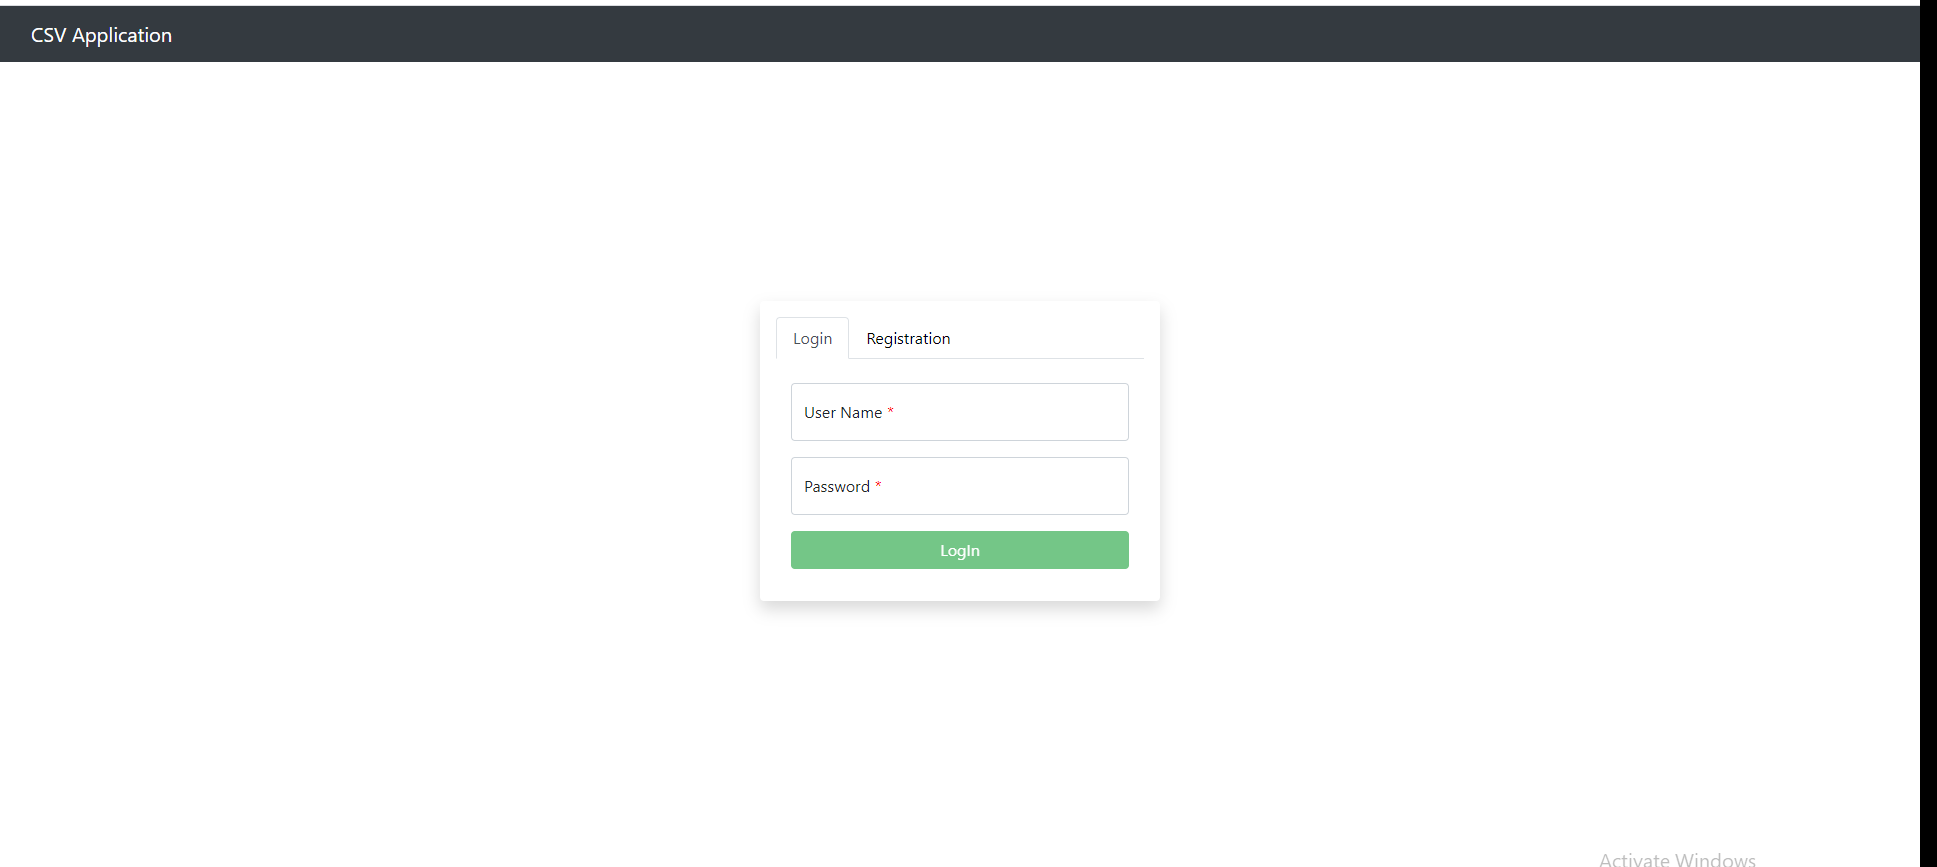 CSV Application
Login Registration
User Name *
Password *
LogIn
Activate Windows